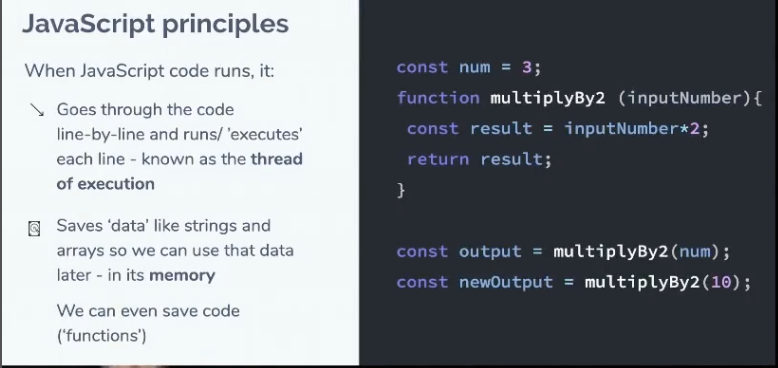 JavaScript principles
When JavaScript code runs, it:
Goes through the code
line-by-line and runs/ ’executes’
each line - known as the thread
of execution
Saves ‘data’ like strings and
arrays so we can use that data
later - in its memory
We can even save code
(‘functions’)
const num = 3;
function multiplyBy2 (inputNumber){
 const result = inputNumber*2;
 return result;
}
const output = multiplyBy2(num);
const newOutput = multiplyBy2(10);